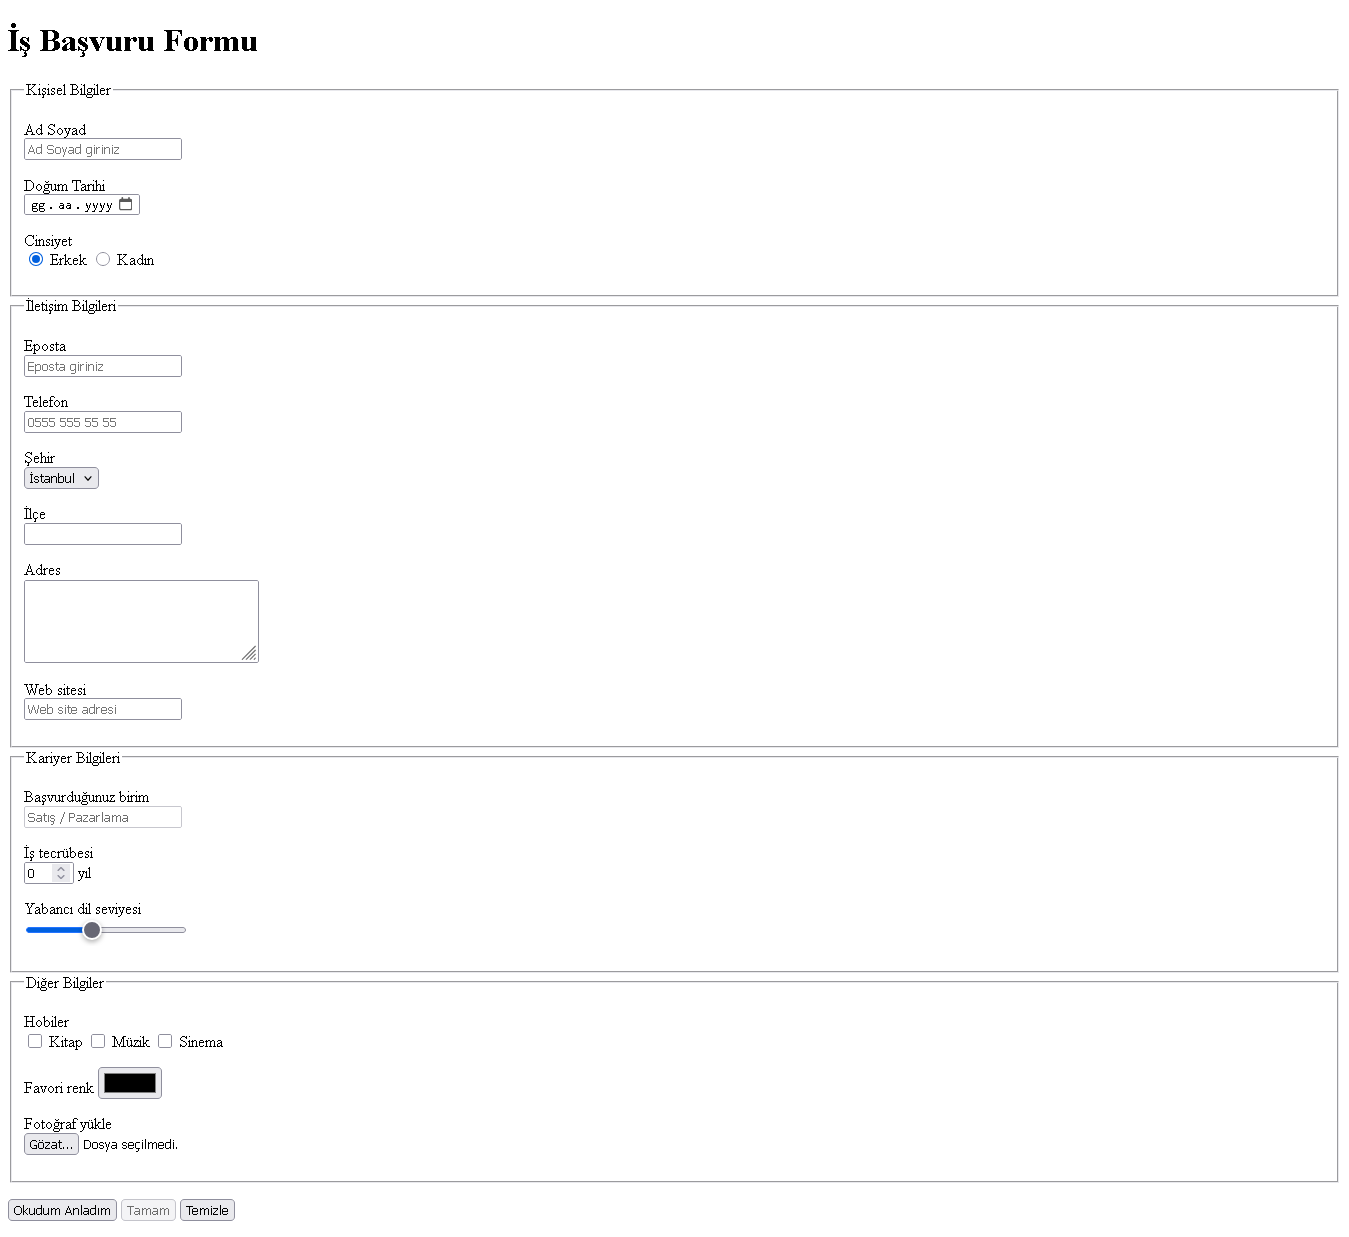 İş Başvuru Formu
Kişisel Bilgiler
Ad Soyad
Ad Soyad giriniz
Doğum Tarihi
gg . aa . yyyy
Cinsiyet
Erkek Kadın
İletişim Bilgileri
Eposta
Eposta giriniz
Telefon
0555 555 55 55
Şehir
İstanbul
İlçe
Adres
Web sitesi
Web site adresi
Kariyer Bilgileri
Başvurduğunuz birim
Satış / Pazarlama
İş tecrübesi
0 yıl
Yabancı dil seviyesi
Diğer Bilgiler
Hobiler
Kitap Müzik Sinema
Favori renk
Fotoğraf yükle
Gözat... Dosya seçilmedi.
Okudum Anladım Tamam Temizle